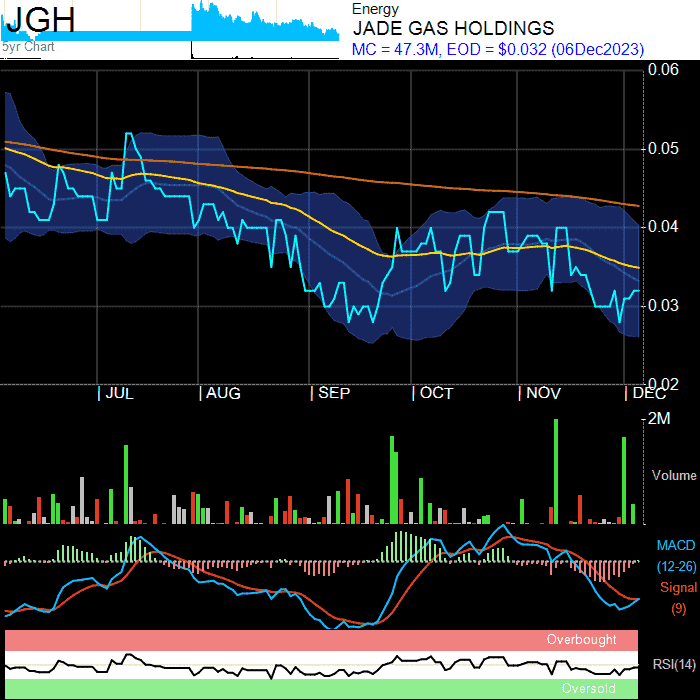 JGH
5yr Chart
Energy
JADE GAS HOLDINGS
MC = 47.3M, EOD = $0.032 (06Dec2023)
0.06
0.05
0.04
0.03
0.02
| JUL | AUG | SEP | OCT | NOV | DEC
2M
Volume
MACD
(12-26)
Signal
(9)
Overbought
RSI(14)
Oversold